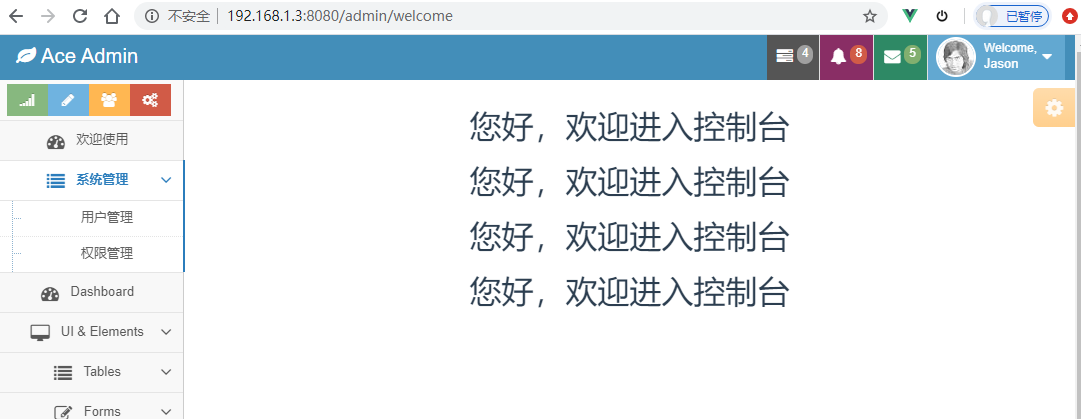 不安全 192.168.1.3:8080/admin/welcome 已暂停
Ace Admin 4 8 5 Welcome,
Jason
欢迎使用
系统管理
用户管理
权限管理
Dashboard
UI & Elements
Tables
Forms
您好，欢迎进入控制台
您好，欢迎进入控制台
您好，欢迎进入控制台
您好，欢迎进入控制台